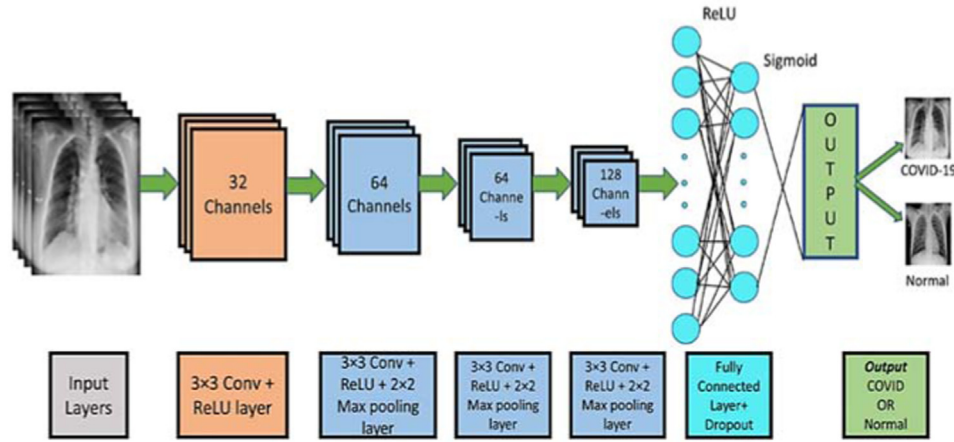 ReLU
Sigmoid
32
Channels
64
Channels
64
Channe
-ls
128
Chann
-els
O
U
T
P
U
T
COVID-19
Normal
Input
Layers
3×3 Conv +
ReLU layer
3×3 Conv +
ReLU + 2×2
Max pooling
layer
3×3 Conv +
ReLU + 2×2
Max pooling
layer
3×3 Conv +
ReLU + 2×2
Max pooling
layer
Fully
Connected
Layer+
Dropout
Output
COVID
OR
Normal